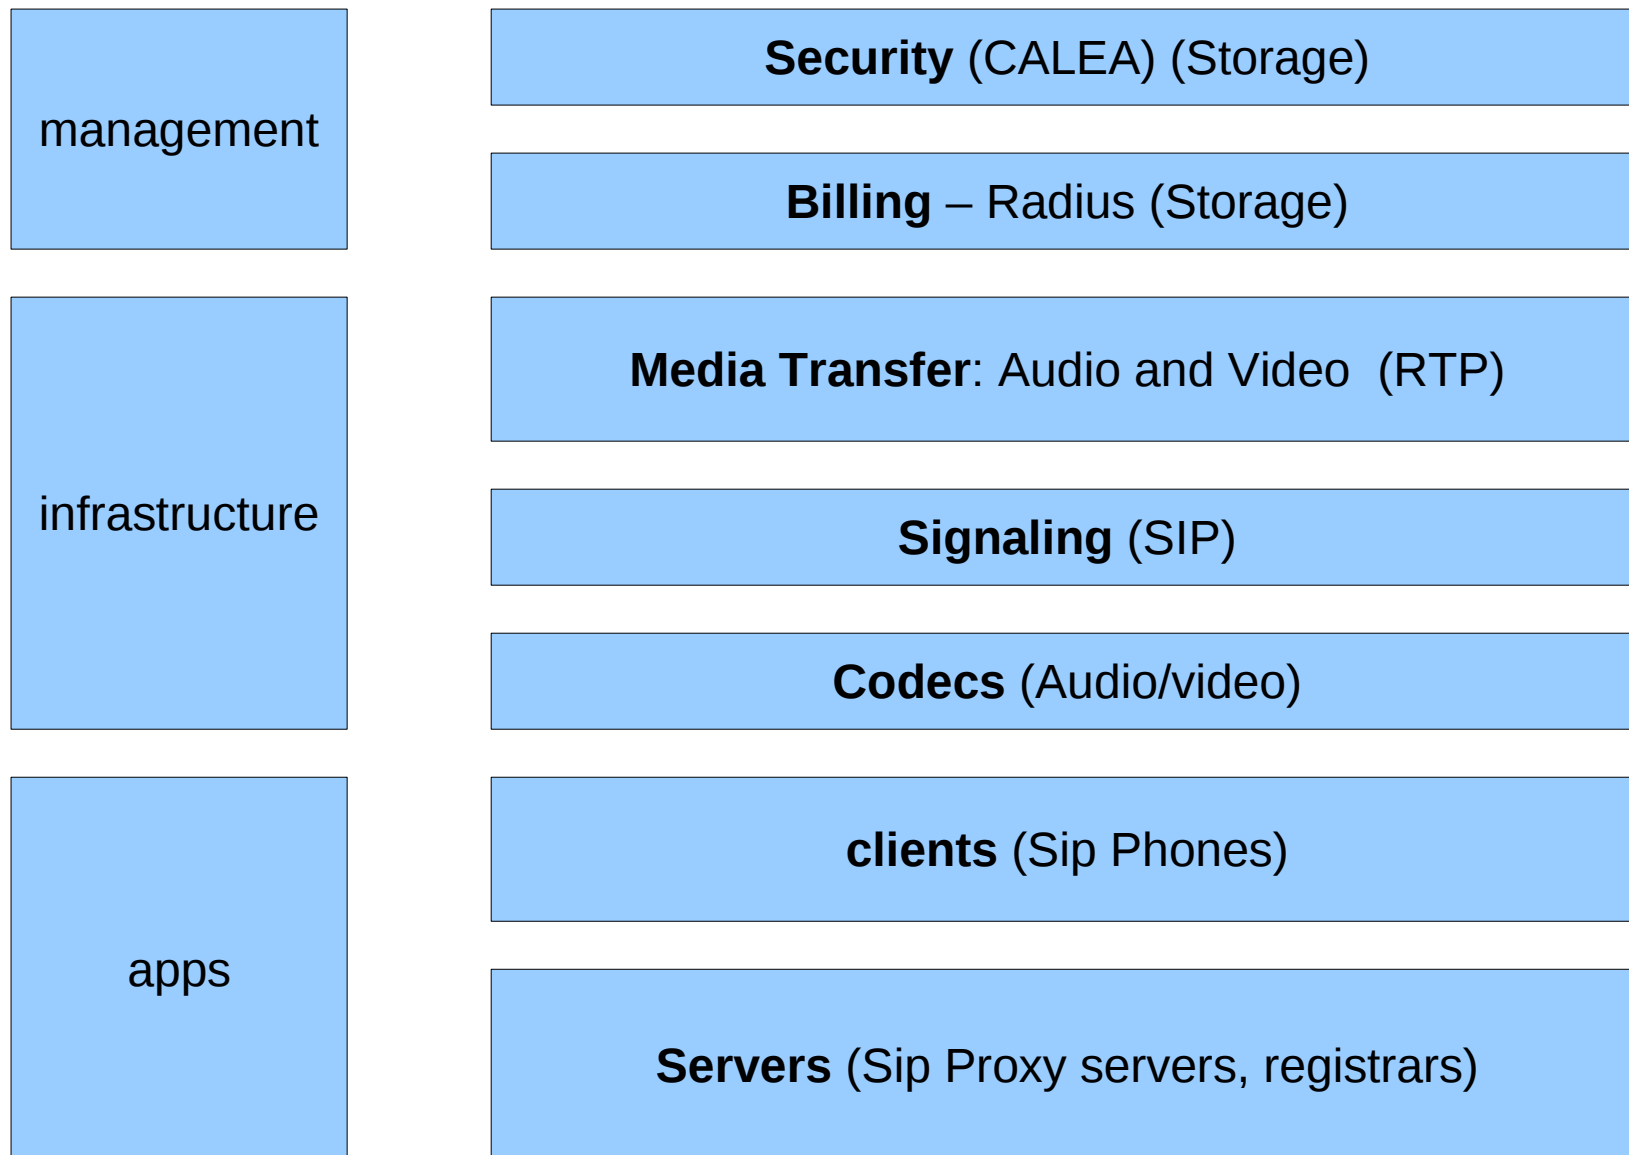 management
Security (CALEA) (Storage)
Billing – Radius (Storage)
infrastructure
Media Transfer: Audio and Video  (RTP)
Signaling (SIP)
Codecs (Audio/video)
apps
clients (Sip Phones)
Servers (Sip Proxy servers, registrars)